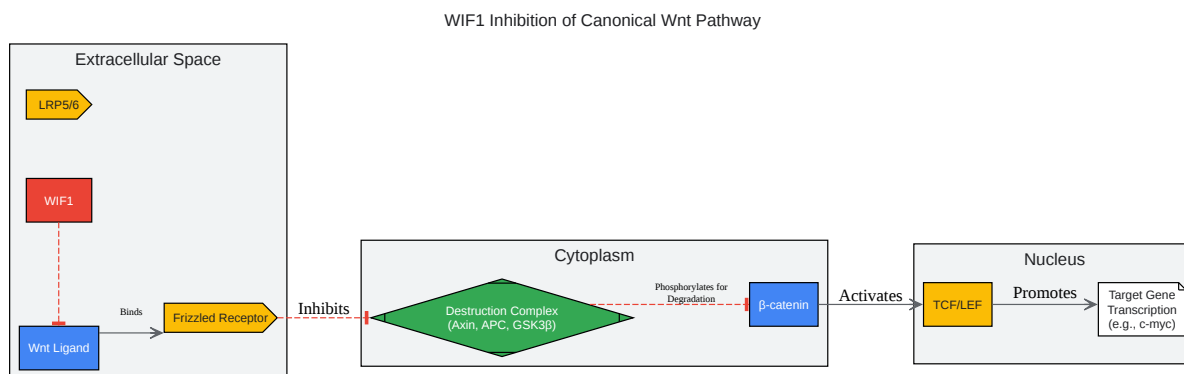 WIF1 Inhibition of Canonical Wnt Pathway
Extracellular Space
LRP5/6
WIF1
Wnt Ligand
Binds
Frizzled Receptor
Inhibits
Cytoplasm
Destruction Complex
(Axin, APC, GSK3β)
Phosphorylates for
Degradation
β-catenin
Activates
Nucleus
TCF/LEF
Promotes
Target Gene
Transcription
(e.g., c-myc)